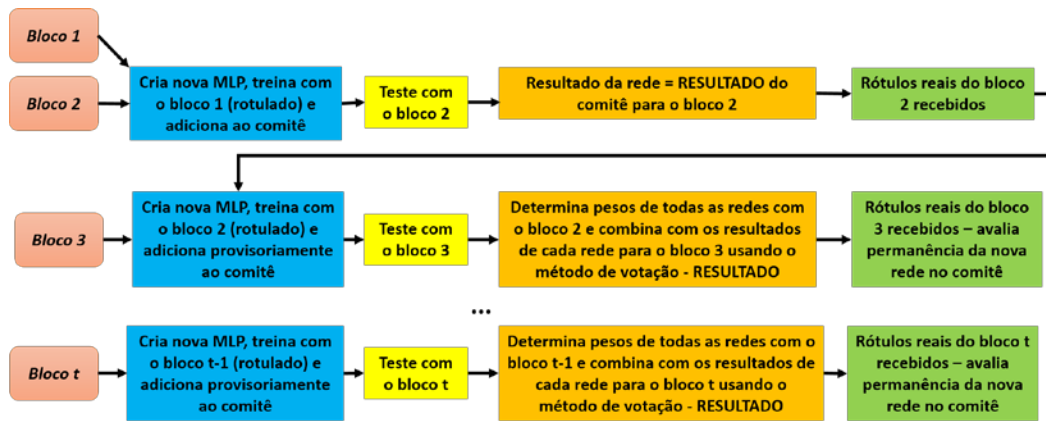 Bloco 1
Bloco 2
Cria nova MLP, treina com
o bloco 1 (rotulado) e
adiciona ao comitê
Teste com
o bloco 2
Resultado da rede = RESULTADO do
comitê para o bloco 2
Rótulos reais do bloco
2 recebidos
Bloco 3
Cria nova MLP, treina com
o bloco 2 (rotulado) e
adiciona provisoriamente
ao comitê
Teste com
o bloco 3
Determina pesos de todas as redes com
o bloco 2 e combina com os resultados
de cada rede para o bloco 3 usando o
método de votação - RESULTADO
Rótulos reais do bloco
3 recebidos – avalia
permanência da nova
rede no comitê
...
Bloco t
Cria nova MLP, treina com
o bloco t-1 (rotulado) e
adiciona provisoriamente
ao comitê
Teste com
o bloco t
Determina pesos de todas as redes com o
bloco t-1 e combina com os resultados de
cada rede para o bloco t usando o
método de votação - RESULTADO
Rótulos reais do bloco t
recebidos – avalia
permanência da nova
rede no comitê